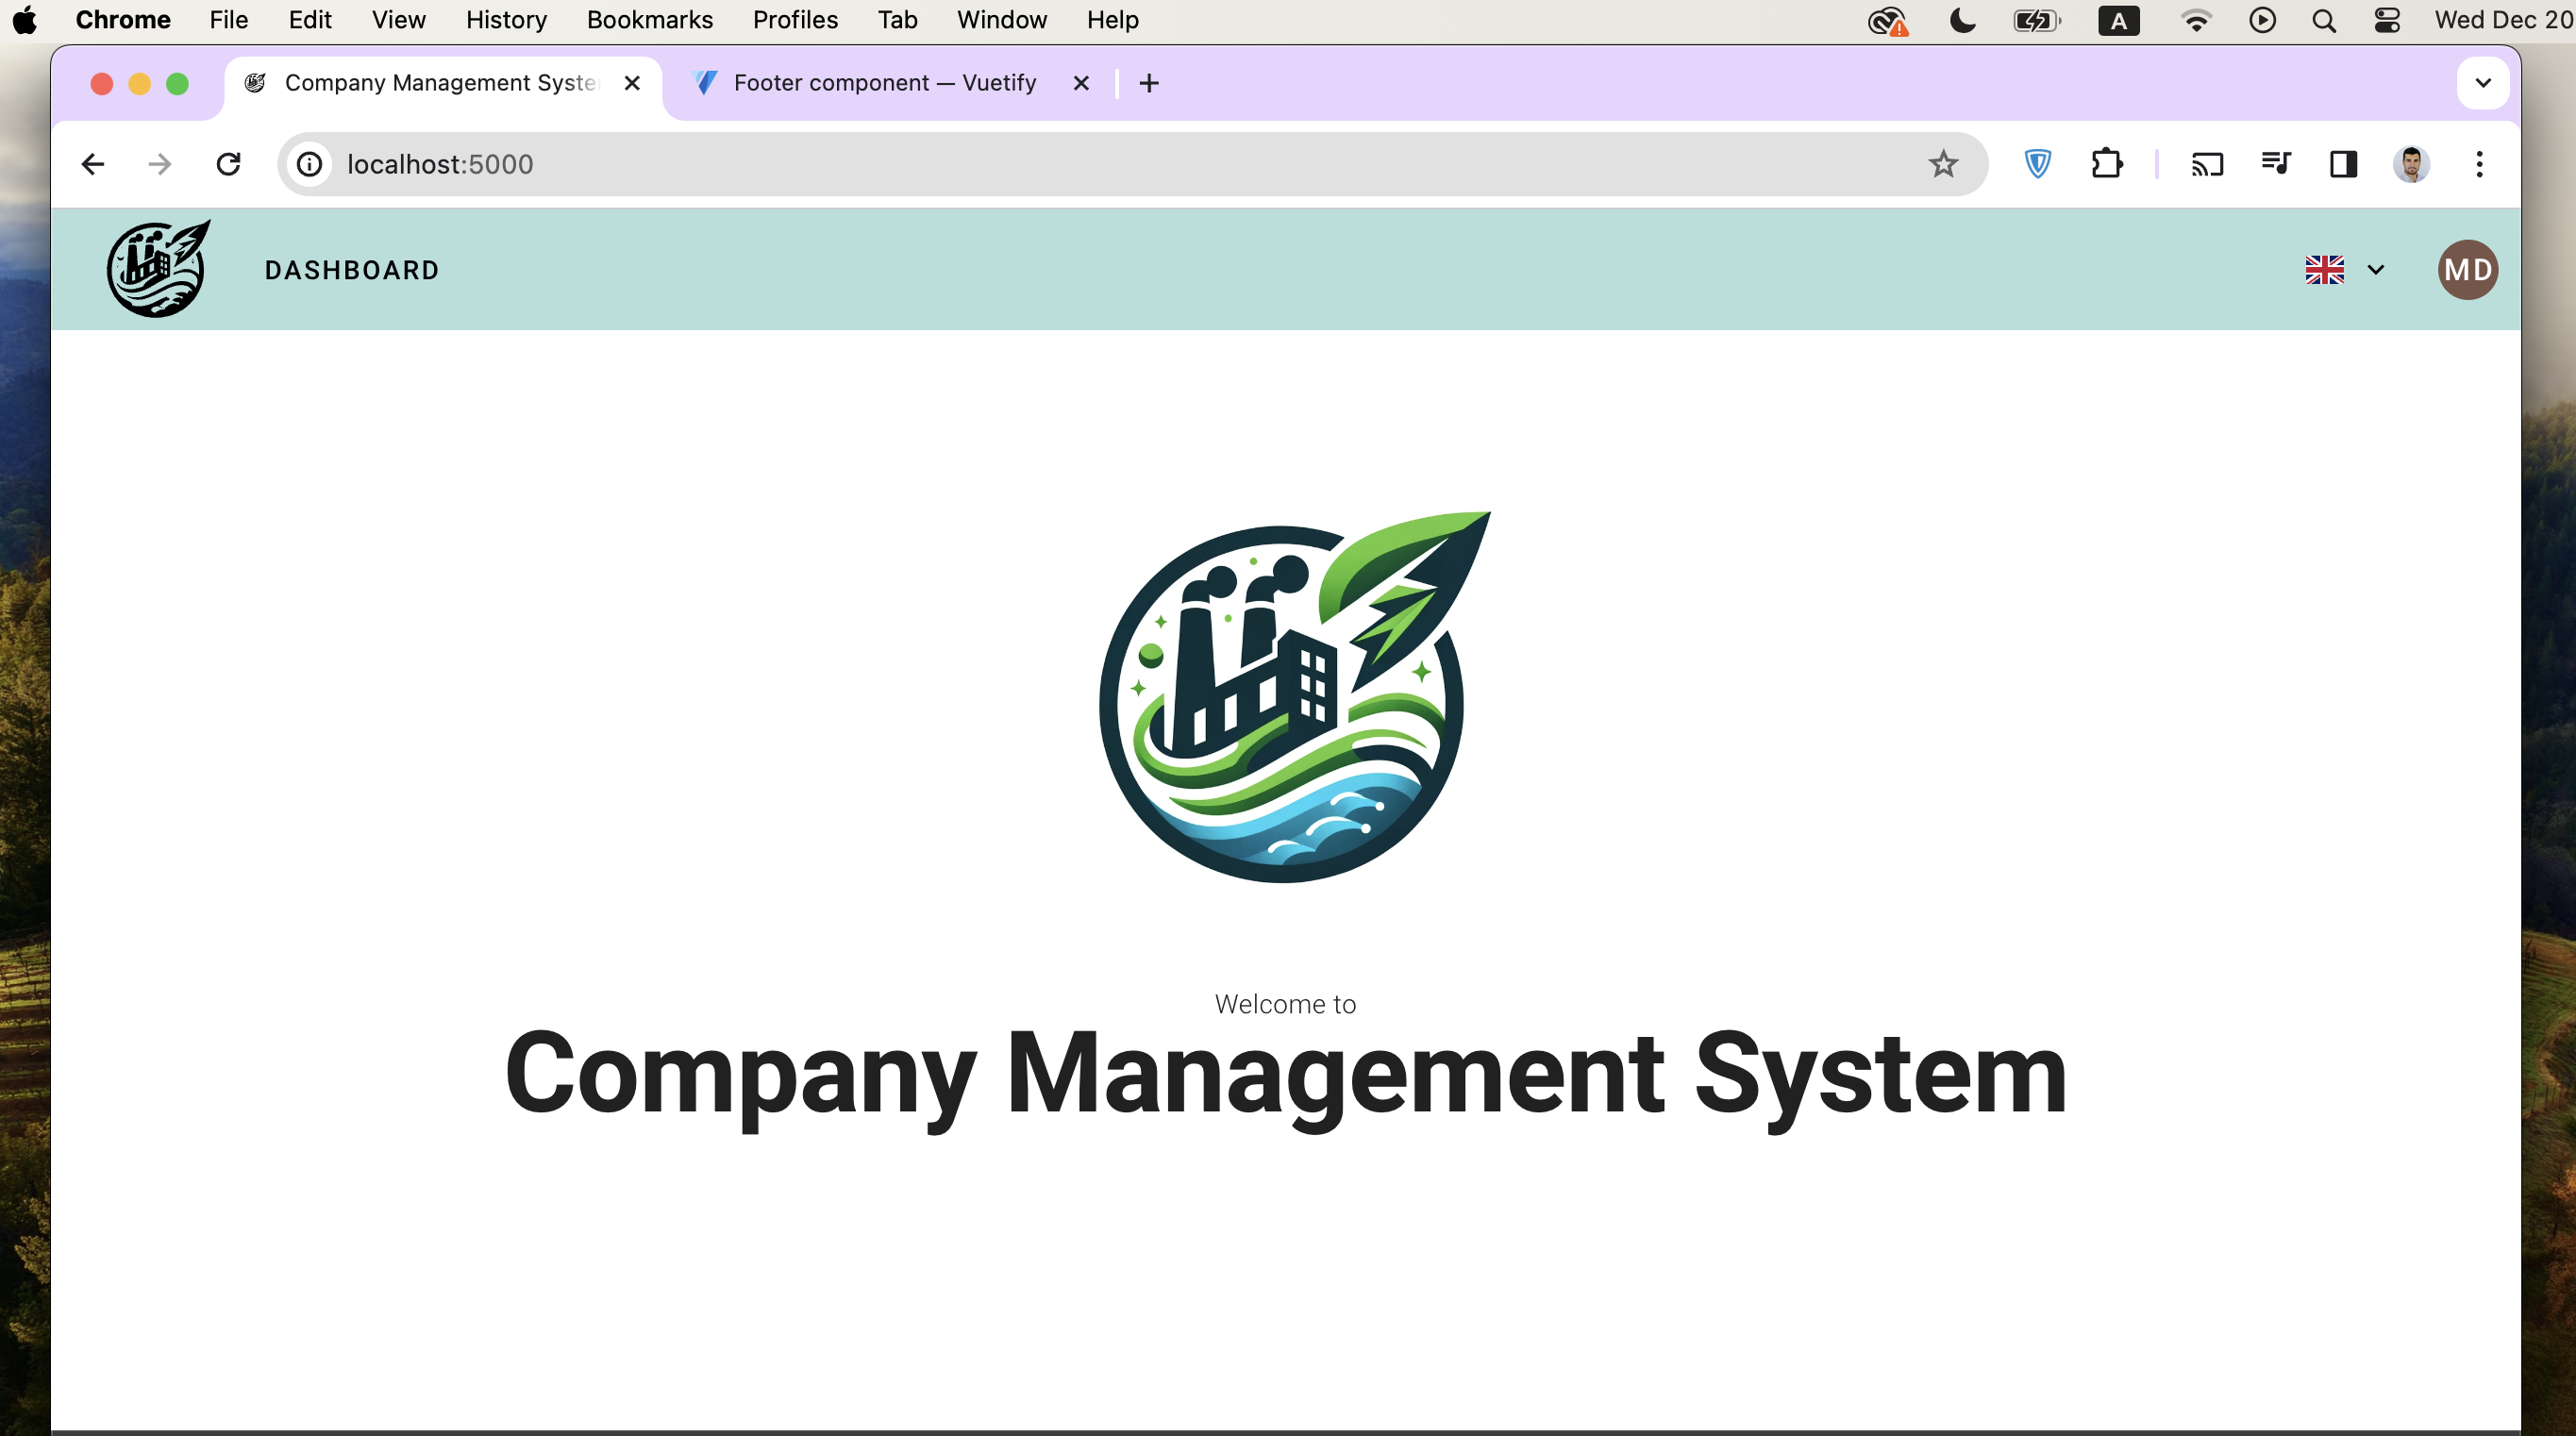 Chrome File Edit View History Bookmarks Profiles Tab Window Help A Wed Dec 20
Company Management Syste Footer component — Vuetify
localhost:5000
DASHBOARD MD
Welcome to
Company Management System